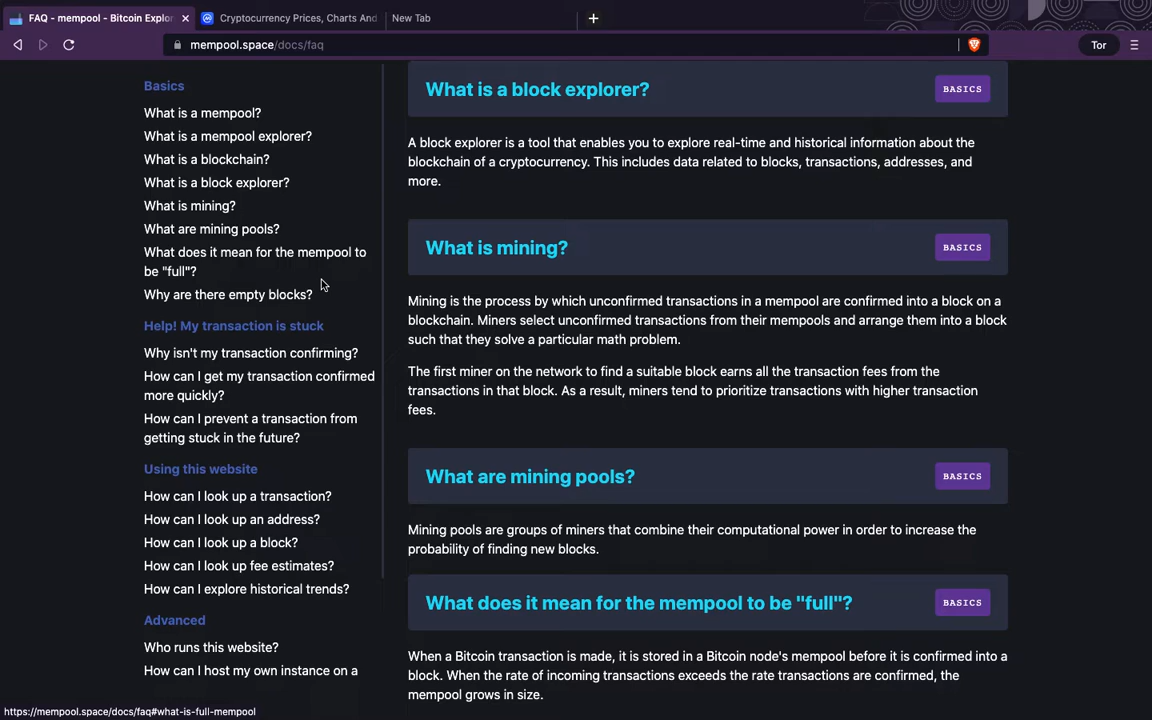 FAQ - mempool - Bitcoin Explor
Cryptocurrency Prices, Charts And
New Tab
mempool.space/docs/faq
Tor
Basics
What is a mempool?
What is a mempool explorer?
What is a blockchain?
What is a block explorer?
What is mining?
What are mining pools?
What does it mean for the mempool to
be "full"?
Why are there empty blocks?
Help! My transaction is stuck
Why isn't my transaction confirming?
How can I get my transaction confirmed
more quickly?
How can I prevent a transaction from
getting stuck in the future?
Using this website
How can I look up a transaction?
How can I look up an address?
How can I look up a block?
How can I look up fee estimates?
How can I explore historical trends?
Advanced
Who runs this website?
How can I host my own instance on a
What is a block explorer?
BASICS
A block explorer is a tool that enables you to explore real-time and historical information about the
blockchain of a cryptocurrency. This includes data related to blocks, transactions, addresses, and
more.
What is mining?
BASICS
Mining is the process by which unconfirmed transactions in a mempool are confirmed into a block on a
blockchain. Miners select unconfirmed transactions from their mempools and arrange them into a block
such that they solve a particular math problem.
The first miner on the network to find a suitable block earns all the transaction fees from the
transactions in that block. As a result, miners tend to prioritize transactions with higher transaction
fees.
What are mining pools?
BASICS
Mining pools are groups of miners that combine their computational power in order to increase the
probability of finding new blocks.
What does it mean for the mempool to be "full"?
BASICS
When a Bitcoin transaction is made, it is stored in a Bitcoin node's mempool before it is confirmed into a
block. When the rate of incoming transactions exceeds the rate transactions are confirmed, the
mempool grows in size.
https://mempool.space/docs/faq#what-is-full-mempool